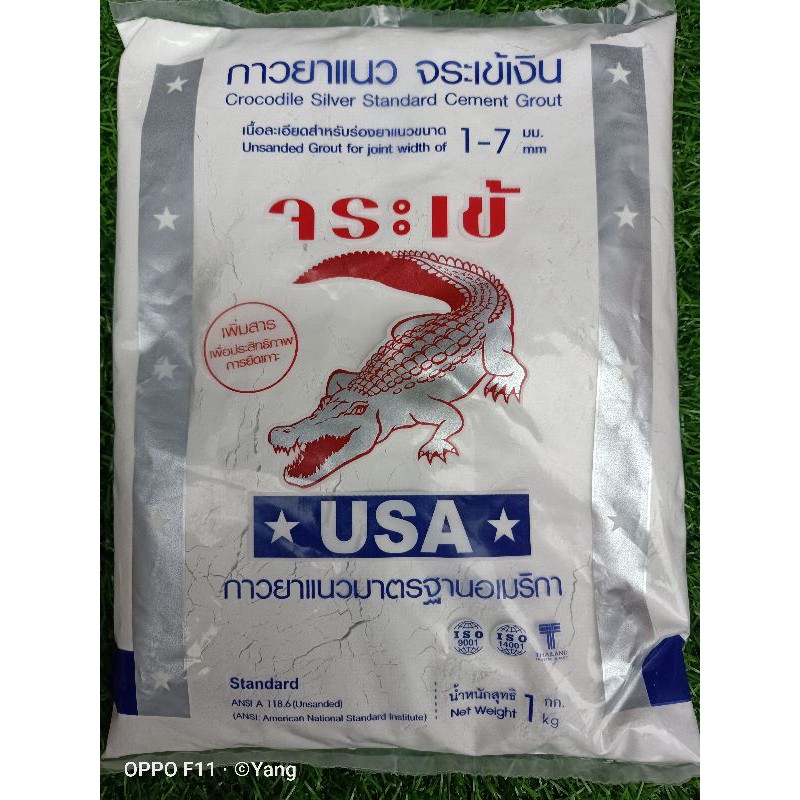 กาวยาแนว จระเข้เงิน
Crocodile Silver Standard Cement Grout
เนื้อละเอียดสำหรับร่องยาแนวขนาด 1-7 มม.
Unsanded Grout for joint width of mm
จระเข้
เพิ่มสาร
เพื่อประสิทธิภาพ
การยึดเกาะ
USA
กาวยาแนวมาตรฐานอเมริกา
ISO 9001
ISO 14001
THAILAND
Standard
ANSI A 118.6 (Unsanded)
(ANSI: American National Standard Institute)
น้ำหนักสุทธิ 1 กก.
Net Weight kg
OPPO F11 · ©Yang